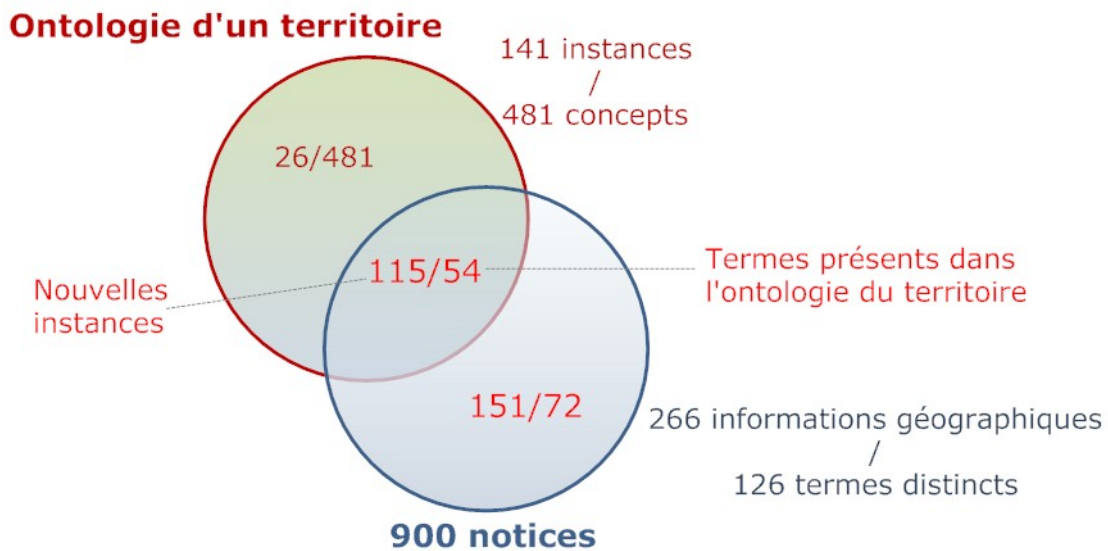 Ontologie d'un territoire
141 instances
/
481 concepts
26/481
115/54
Nouvelles
instances
Termes présents dans
l'ontologie du territoire
151/72
266 informations géographiques
/
126 termes distincts
900 notices